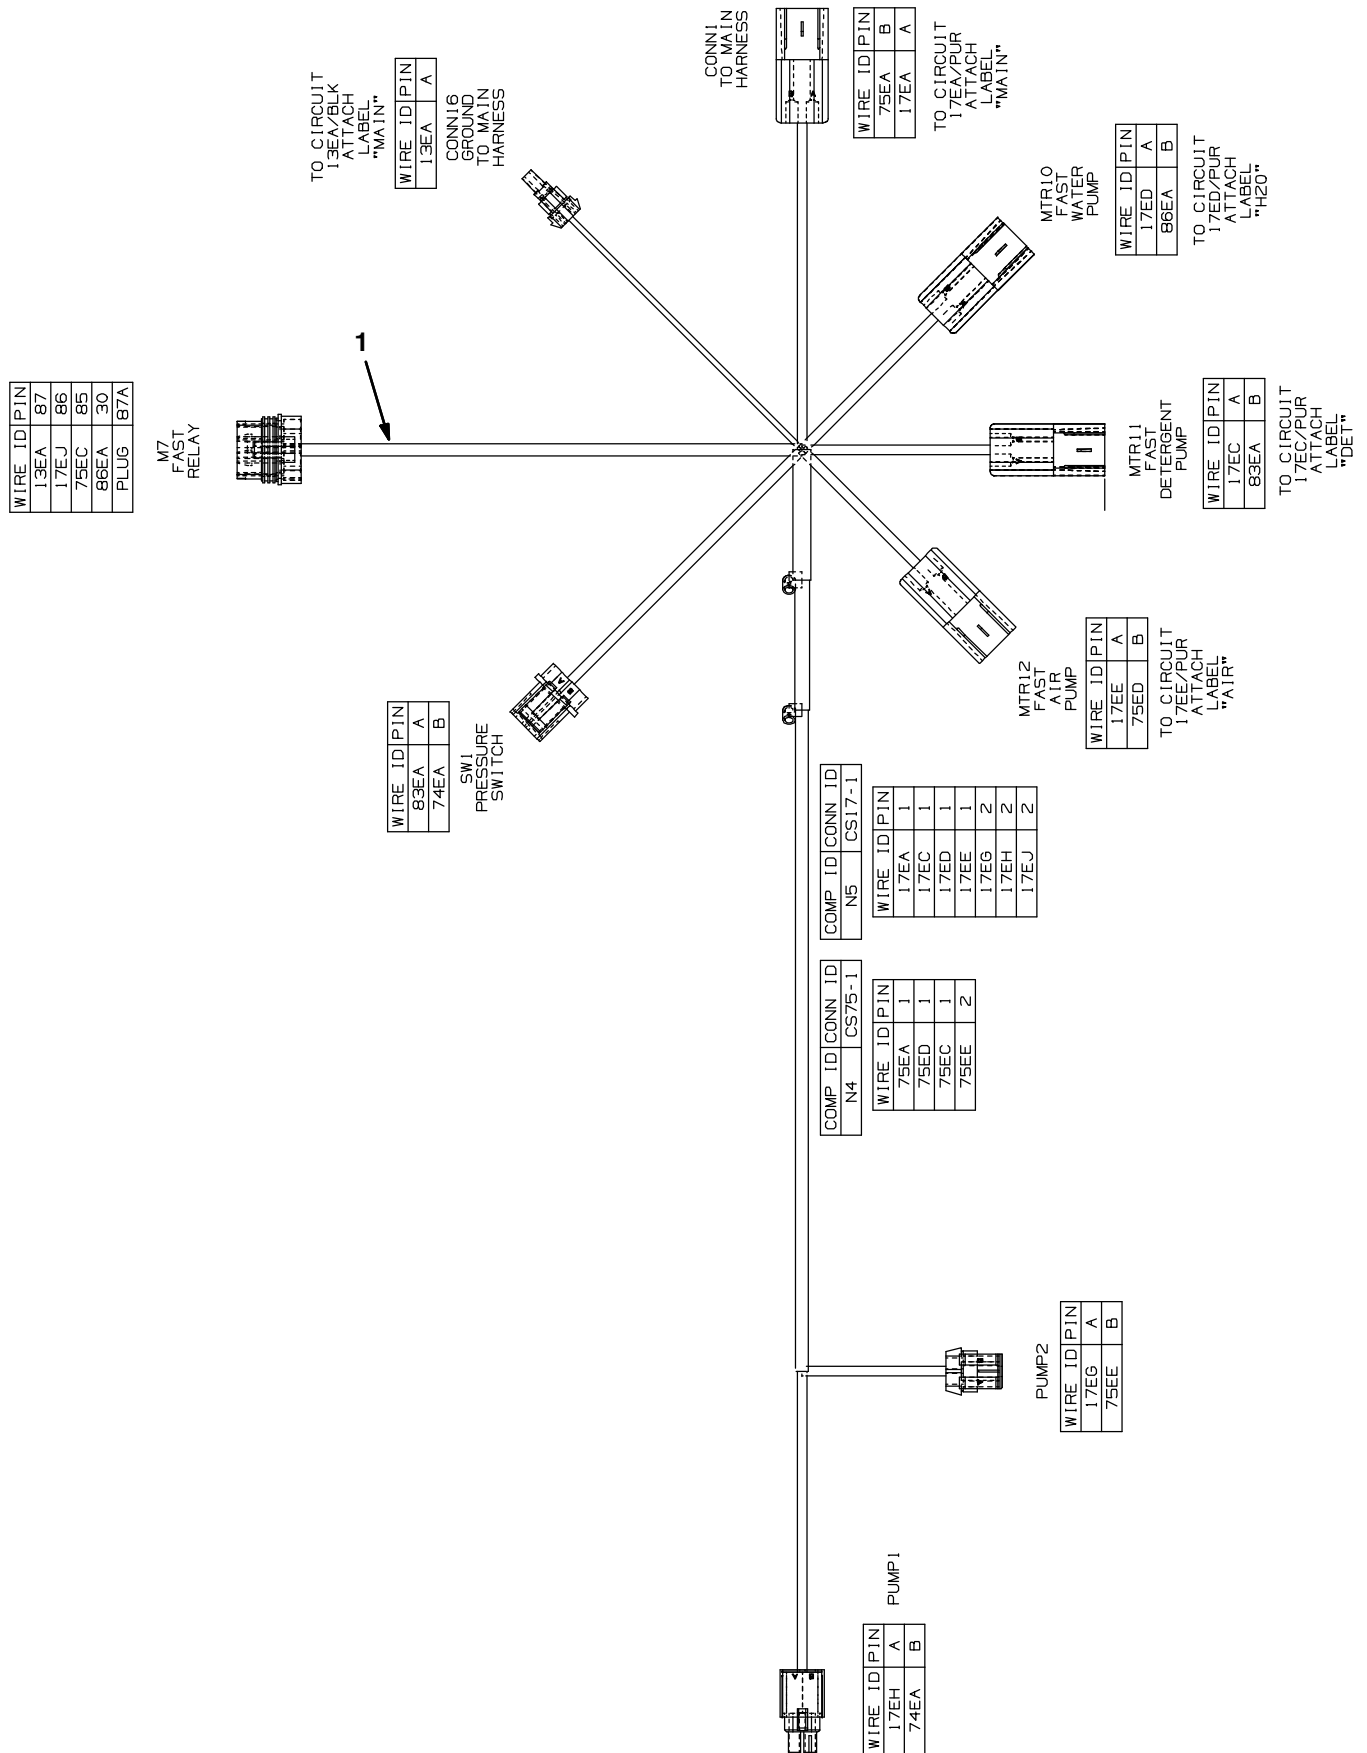 WIRE ID PIN
13EA 87
17EJ 86
75EC 85
86EA 30
PLUG 87A
M7
FAST
RELAY
1
TO CIRCUIT
13EA/BLK
ATTACH
LABEL
"MAIN"
WIRE ID PIN
13EA A
CONN16
GROUND
TO MAIN
HARNESS
CONN1
TO MAIN
HARNESS
WIRE ID PIN
75EA B
17EA A
TO CIRCUIT
17EA/PUR
ATTACH
LABEL
"MAIN"
MTR10
FAST
WATER
PUMP
WIRE ID PIN
17ED A
86EA B
TO CIRCUIT
17ED/PUR
ATTACH
LABEL
"H20"
MTR11
FAST
DETERGENT
PUMP
WIRE ID PIN
17EC A
83EA B
TO CIRCUIT
17EC/PUR
ATTACH
LABEL
"DET"
MTR12
FAST
AIR
PUMP
WIRE ID PIN
17EE A
75ED B
TO CIRCUIT
17EE/PUR
ATTACH
LABEL
"AIR"
WIRE ID PIN
83EA A
74EA B
SW1
PRESSURE
SWITCH
COMP ID CONN ID
N5 CS17-1
WIRE ID PIN
17EA 1
17EC 1
17ED 1
17EE 1
17EG 2
17EH 2
17EJ 2
COMP ID CONN ID
N4 CS75-1
WIRE ID PIN
75EA 1
75ED 1
75EC 1
75EE 2
PUMP2
WIRE ID PIN
17EG A
75EE B
PUMP1
WIRE ID PIN
17EH A
74EA B